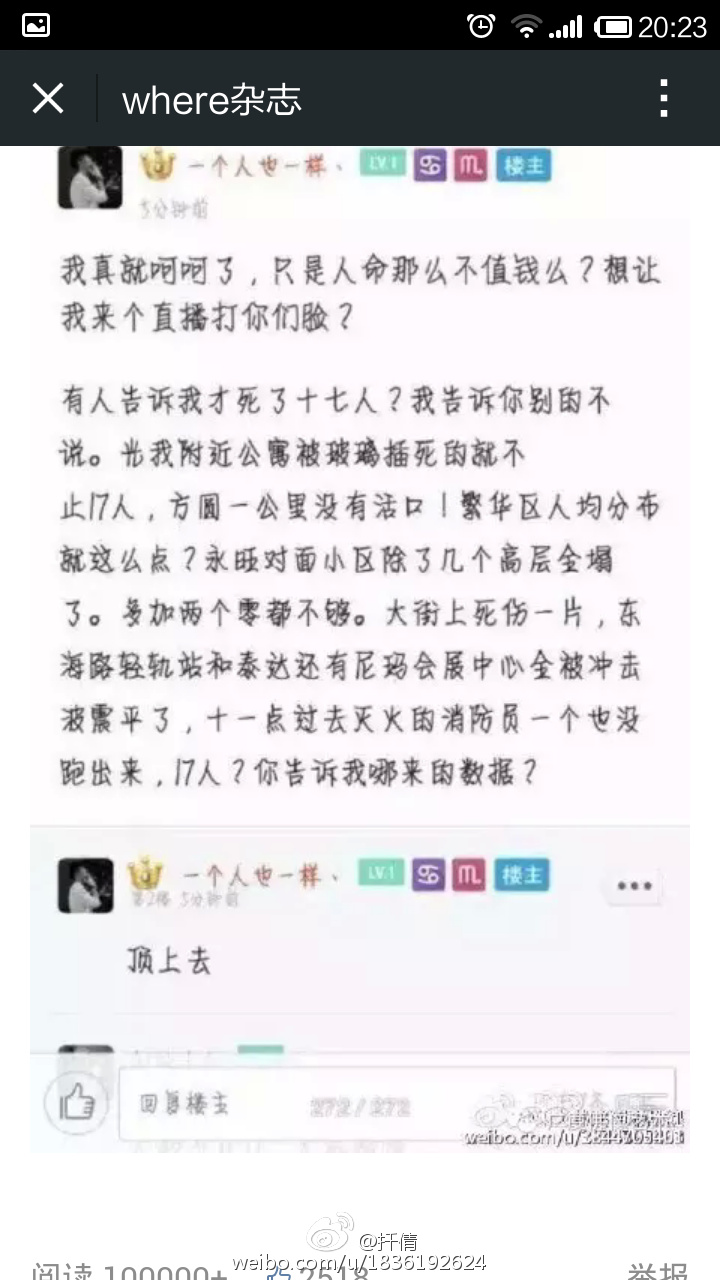 20:23
where杂志
一个人也一样、 LV.1 楼主
5分钟前
我真就呵呵了，只是人命那么不值钱么？想让
我来个直播打你们脸？
有人告诉我才死了十七人？我告诉你别的不
说。光我附近公寓被玻璃插死的就不
止17人，方圆一公里没有活口！繁华区人均分布
就这么点？永旺对面小区除了几个高层全塌
了。多加两个零都不够。大街上死伤一片，东
海路轻轨站和泰达还有尼玛会展中心全被冲击
波震平了，十一点过去灭火的消防员一个也没
跑出来，17人？你告诉我哪来的数据？
一个人也一样、 LV.1 楼主
第2楼 5分钟前
顶上去
回复楼主 272/272
@扦倩
weibo.com/u/1836192624
阅读 100000+ 2518 举报